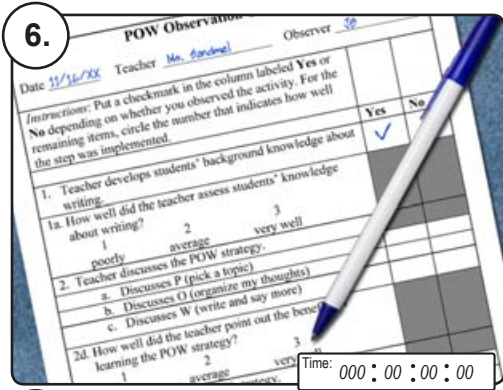 6.
POW Observation
Date 11/16/XX Teacher Ms. Sandmel Observer JS
Instructions: Put a checkmark in the column labeled Yes or
No depending on whether you observed the activity. For the
remaining items, circle the number that indicates how well
the step was implemented.
Yes No
1. Teacher develops students' background knowledge about
writing.
1a. How well did the teacher assess students' knowledge
about writing?
1 2 3
poorly average very well
2. Teacher discusses the POW strategy.
a. Discusses P (pick a topic)
b. Discusses O (organize my thoughts)
c. Discusses W (write and say more)
2d. How well did the teacher point out the
learning the POW strategy?
1 2 3
average very
Time: 000 : 00 : 00 : 00